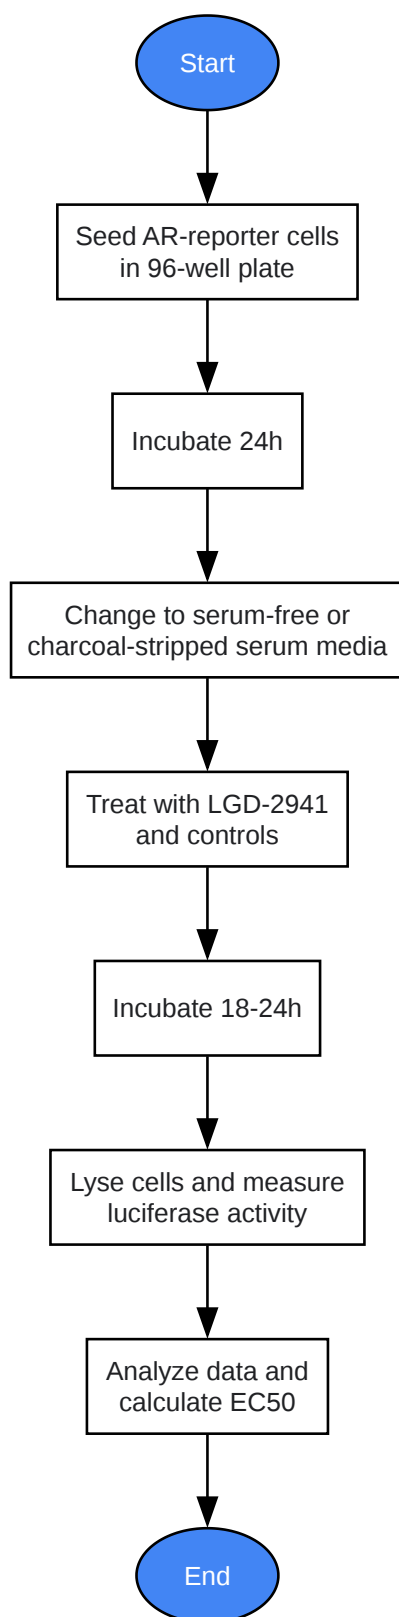 Start
Seed AR-reporter cells
in 96-well plate
Incubate 24h
Change to serum-free or
charcoal-stripped serum media
Treat with LGD-2941
and controls
Incubate 18-24h
Lyse cells and measure
luciferase activity
Analyze data and
calculate EC50
End